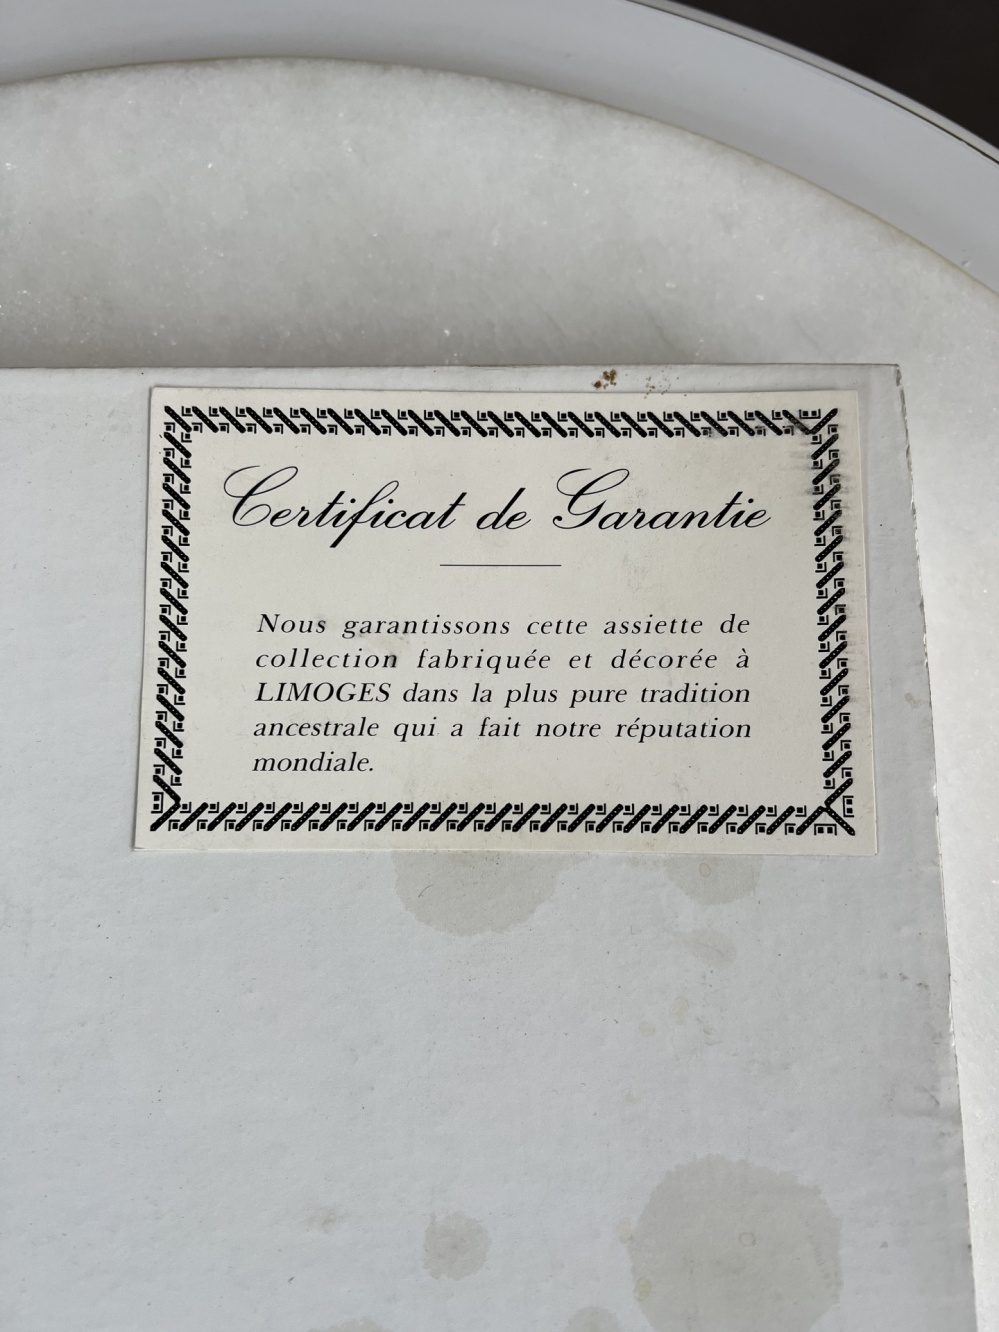 Certificat de Garantie
Nous garantissons cette assiette de
collection fabriquée et décorée à
LIMOGES dans la plus pure tradition
ancestrale qui a fait notre réputation
mondiale.